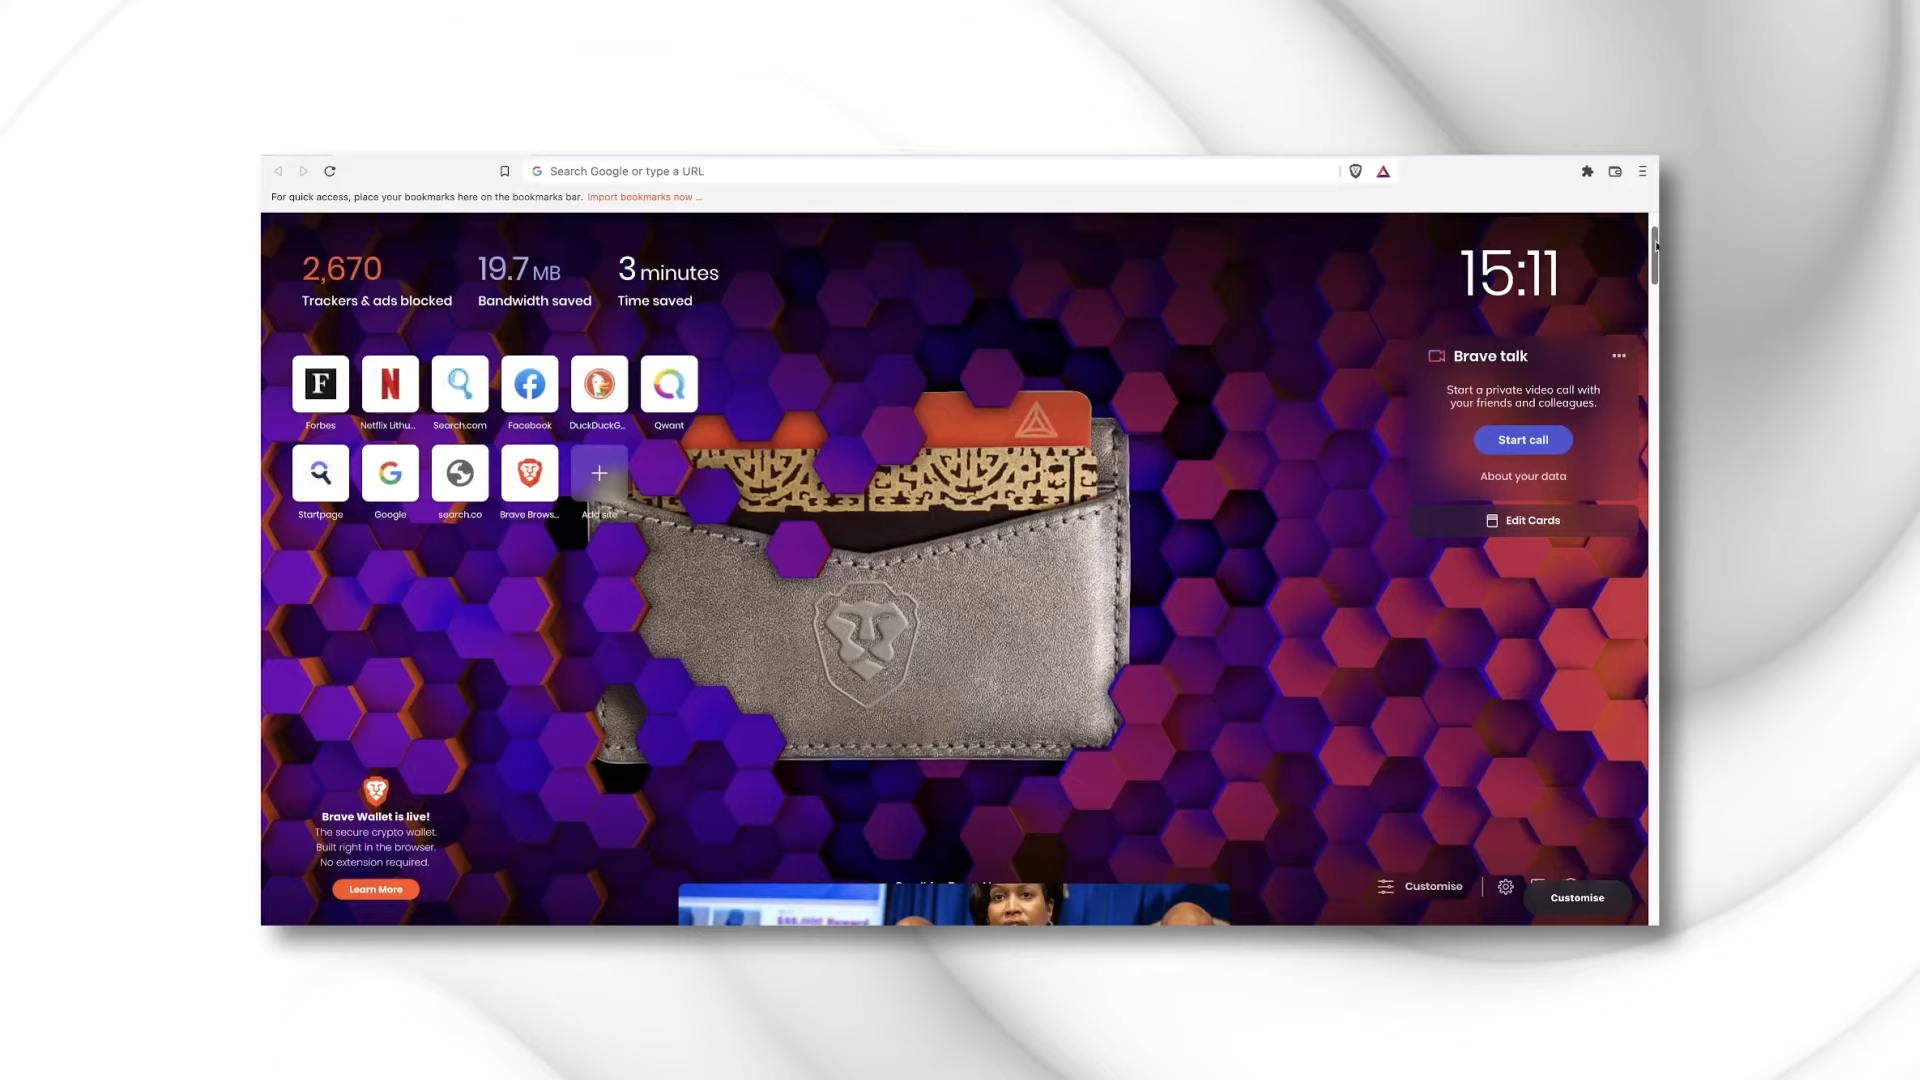 Search Google or type a URL
For quick access, place your bookmarks here on the bookmarks bar. Import bookmarks now ...
2,670
Trackers & ads blocked
19.7 MB
Bandwidth saved
3 minutes
Time saved
15:11
Brave talk
Start a private video call with
your friends and colleagues.
Start call
About your data
Edit Cards
F
Forbes
N
Netflix Lithu...
Search.com
Facebook
DuckDuckG...
Qwant
Startpage
Google
search.co
Brave Brows...
Add site
Brave Wallet is live!
The secure crypto wallet.
Built right in the browser.
No extension required.
Learn More
Reward
Customise
Customise